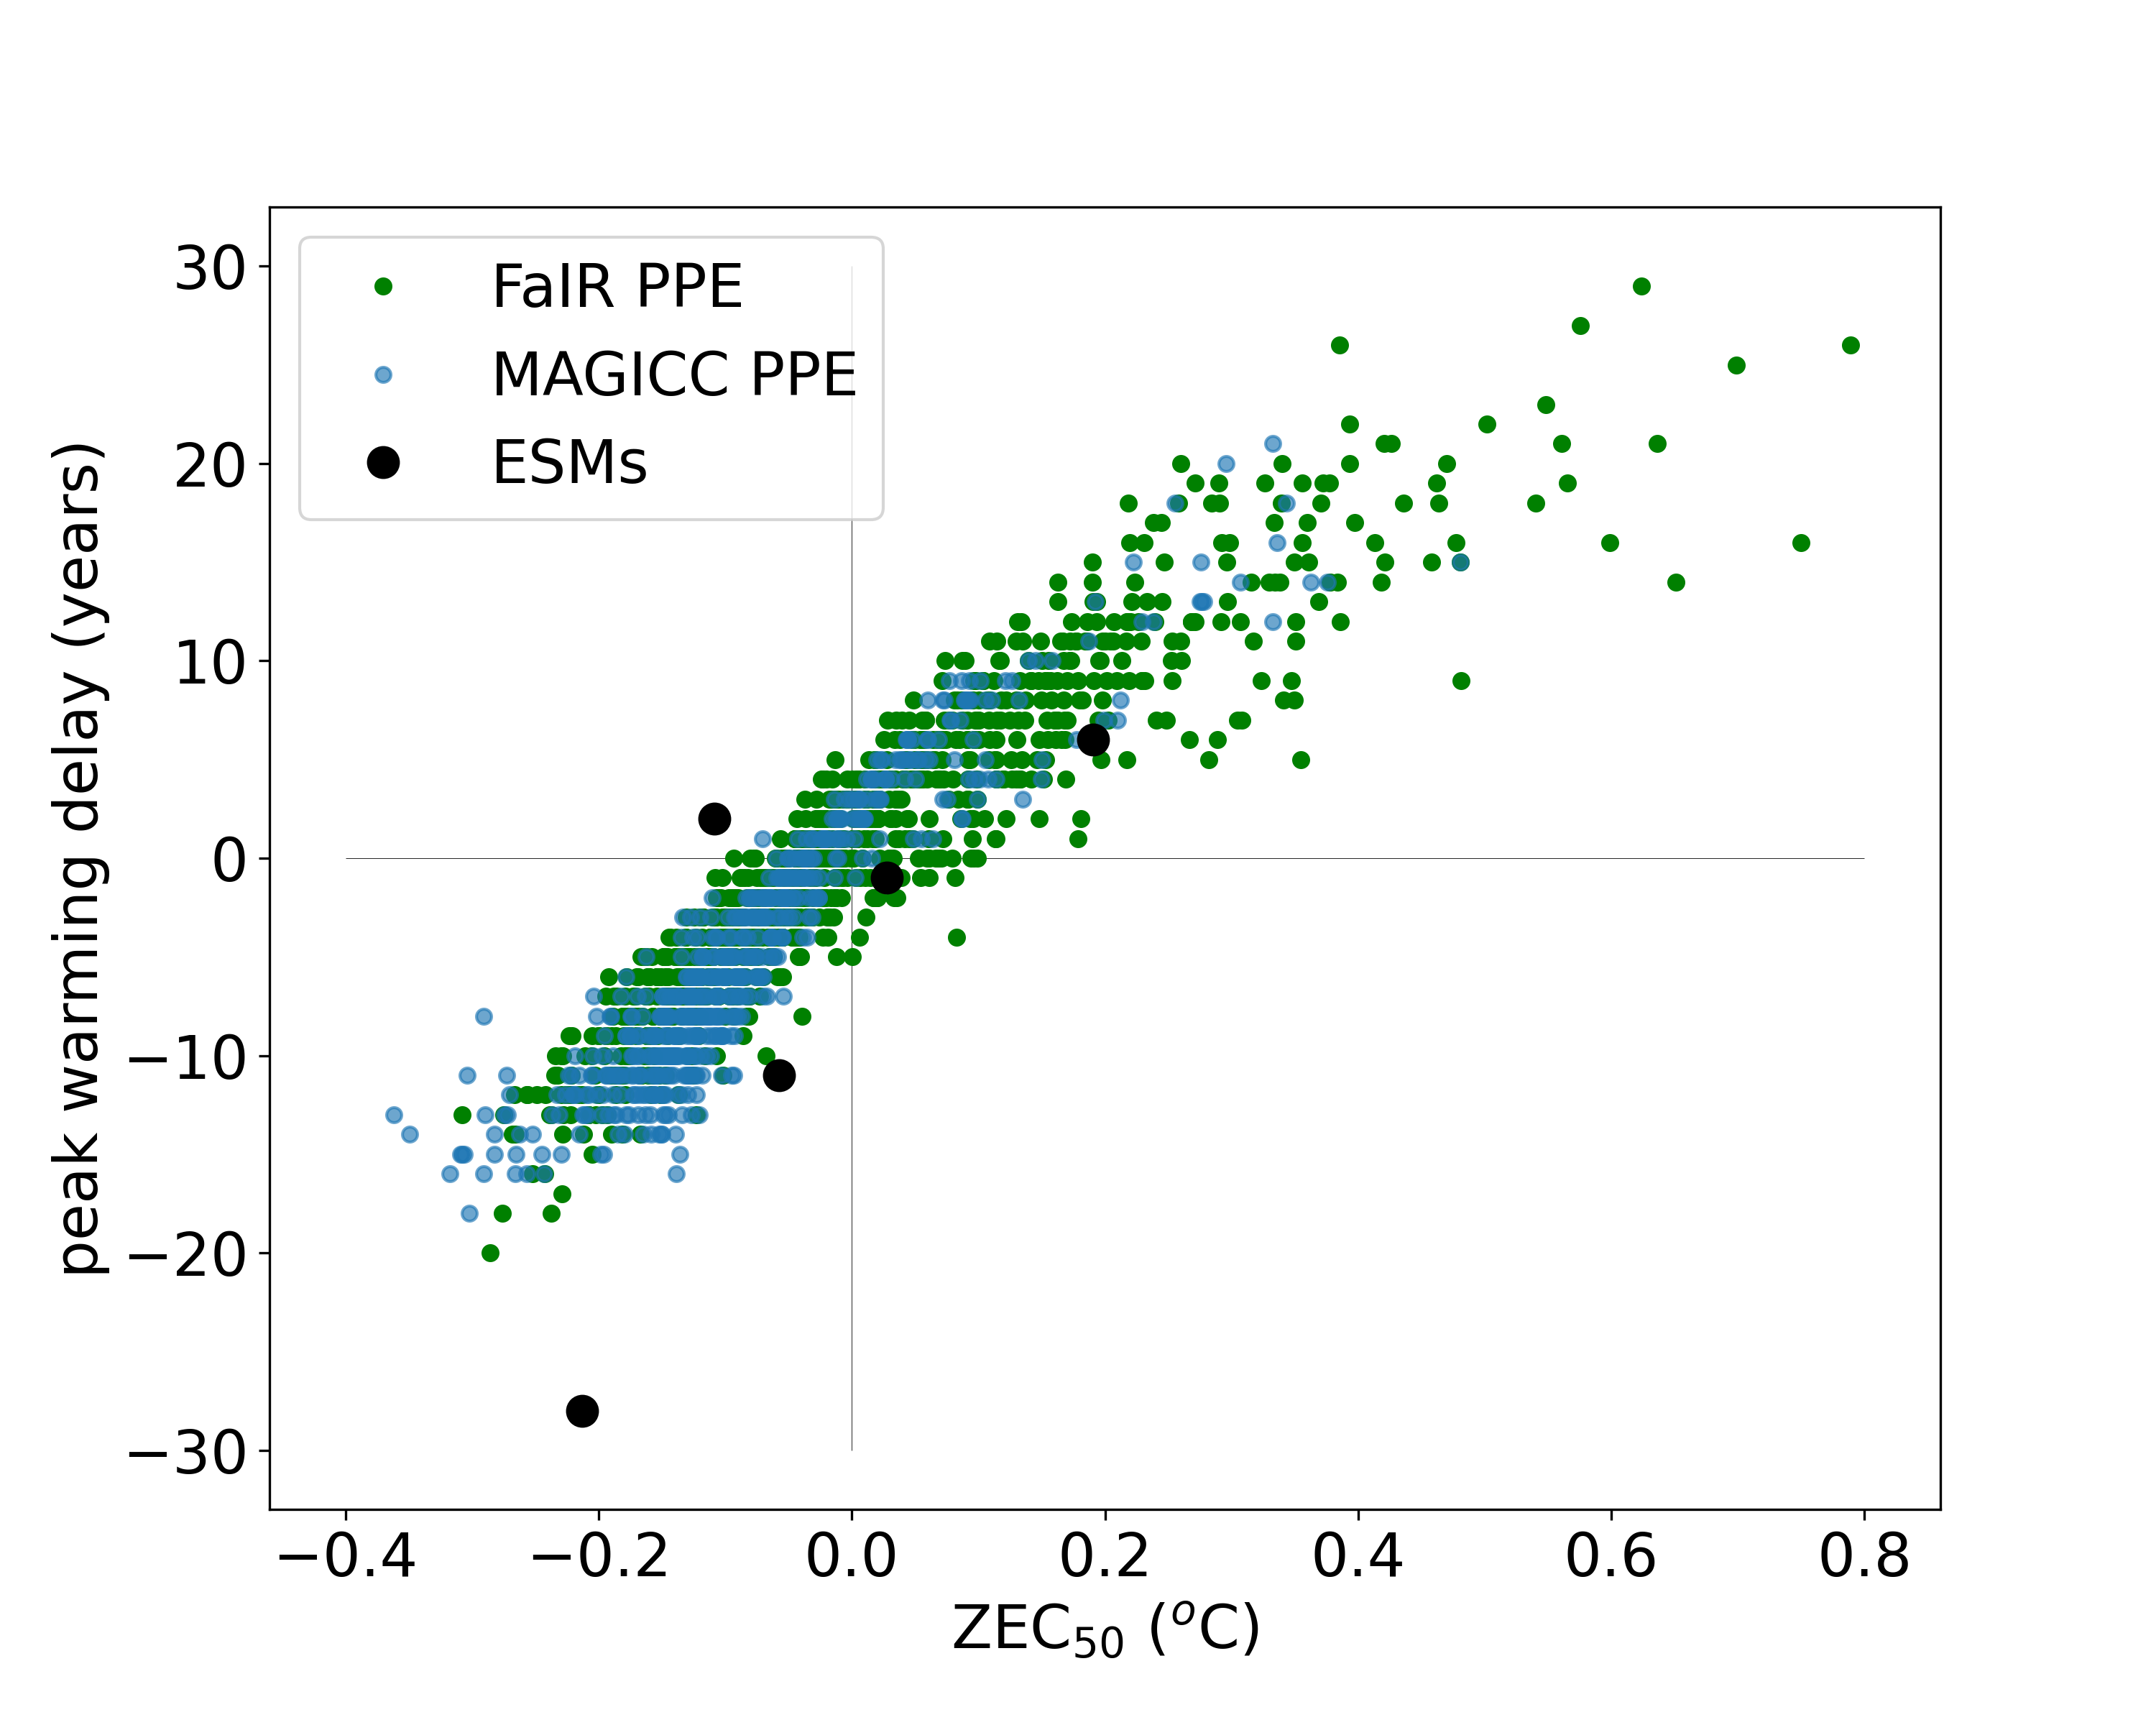 FaIR PPE
MAGICC PPE
ESMs
peak warming delay (years)
30
20
10
0
−10
−20
−30
−0.4 −0.2 0.0 0.2 0.4 0.6 0.8
ZEC50 (oC)